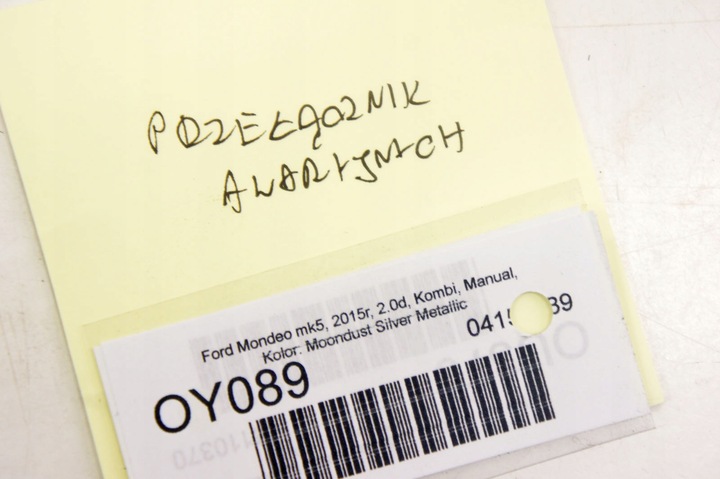 PRZEŁĄCZNIK
AWARYJNYCH
Ford Mondeo mk5, 2015r, 2.0d, Kombi, Manual,
Kolor: Moondust Silver Metallic
OY089